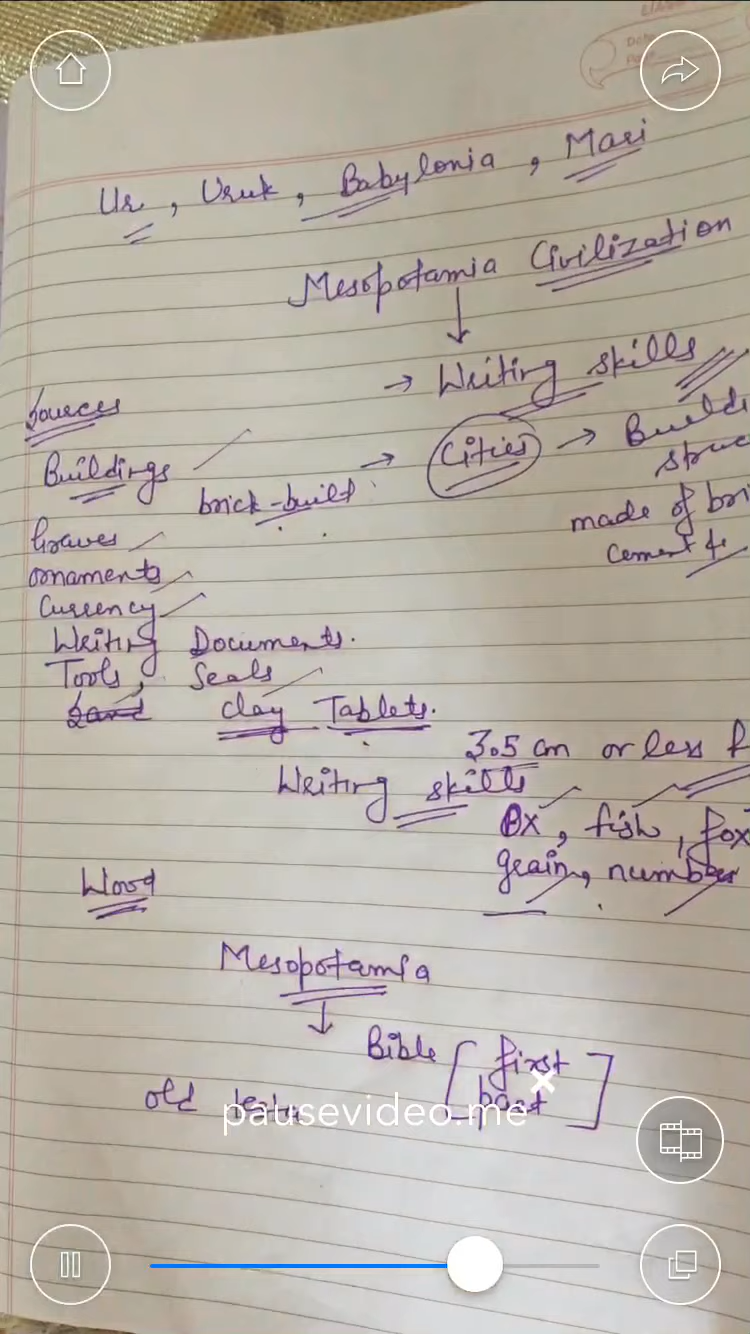 Ur, Uruk, Babylonia, Mari
Mesopotamia Civilization
→ Writing skills
Sources
Buildings
brick-built
→ Cities →
made of
cement &
Graves
ornaments
Currency
Writing Documents.
Tools, Seals
clay Tablets.
3.5 cm or less
Writing skills
Ox, fish, fox
grain, number
Wood
Mesopotamia
Bible [first
part]
old
pausevideo.me